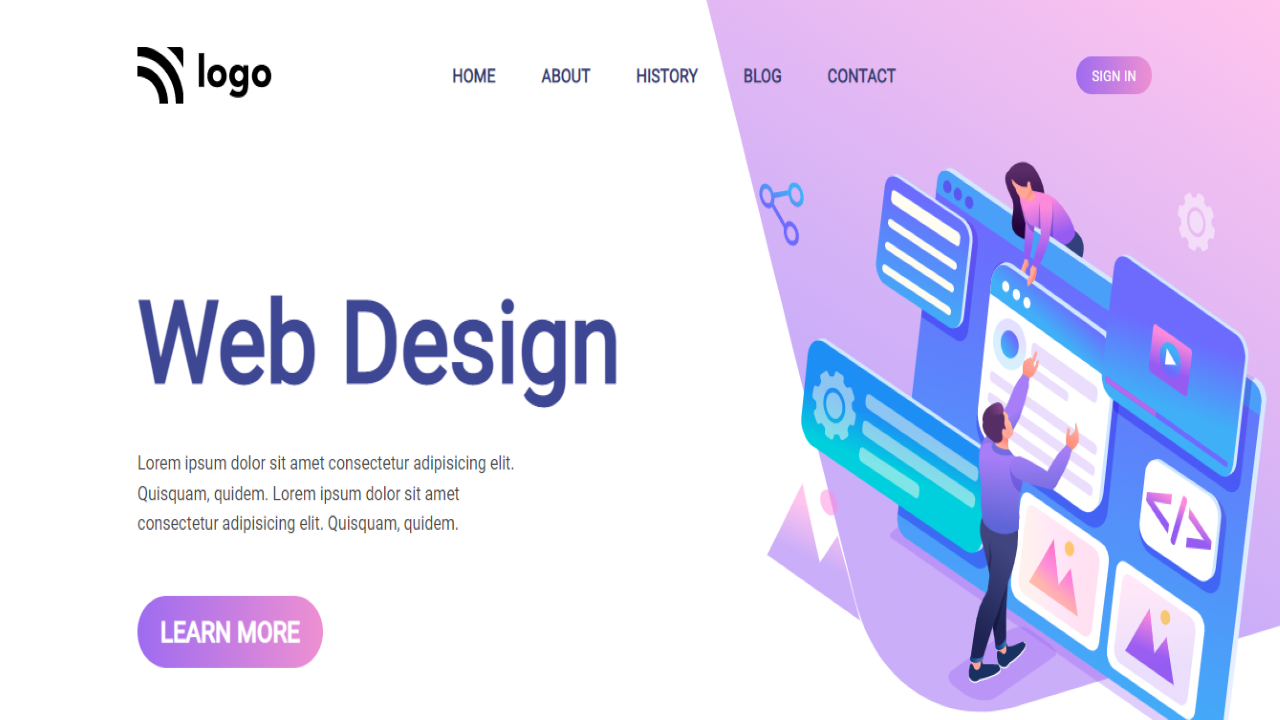 logo
HOME ABOUT HISTORY BLOG CONTACT
SIGN IN
Web Design
Lorem ipsum dolor sit amet consectetur adipisicing elit.
Quisquam, quidem. Lorem ipsum dolor sit amet
consectetur adipisicing elit. Quisquam, quidem.
LEARN MORE
</>